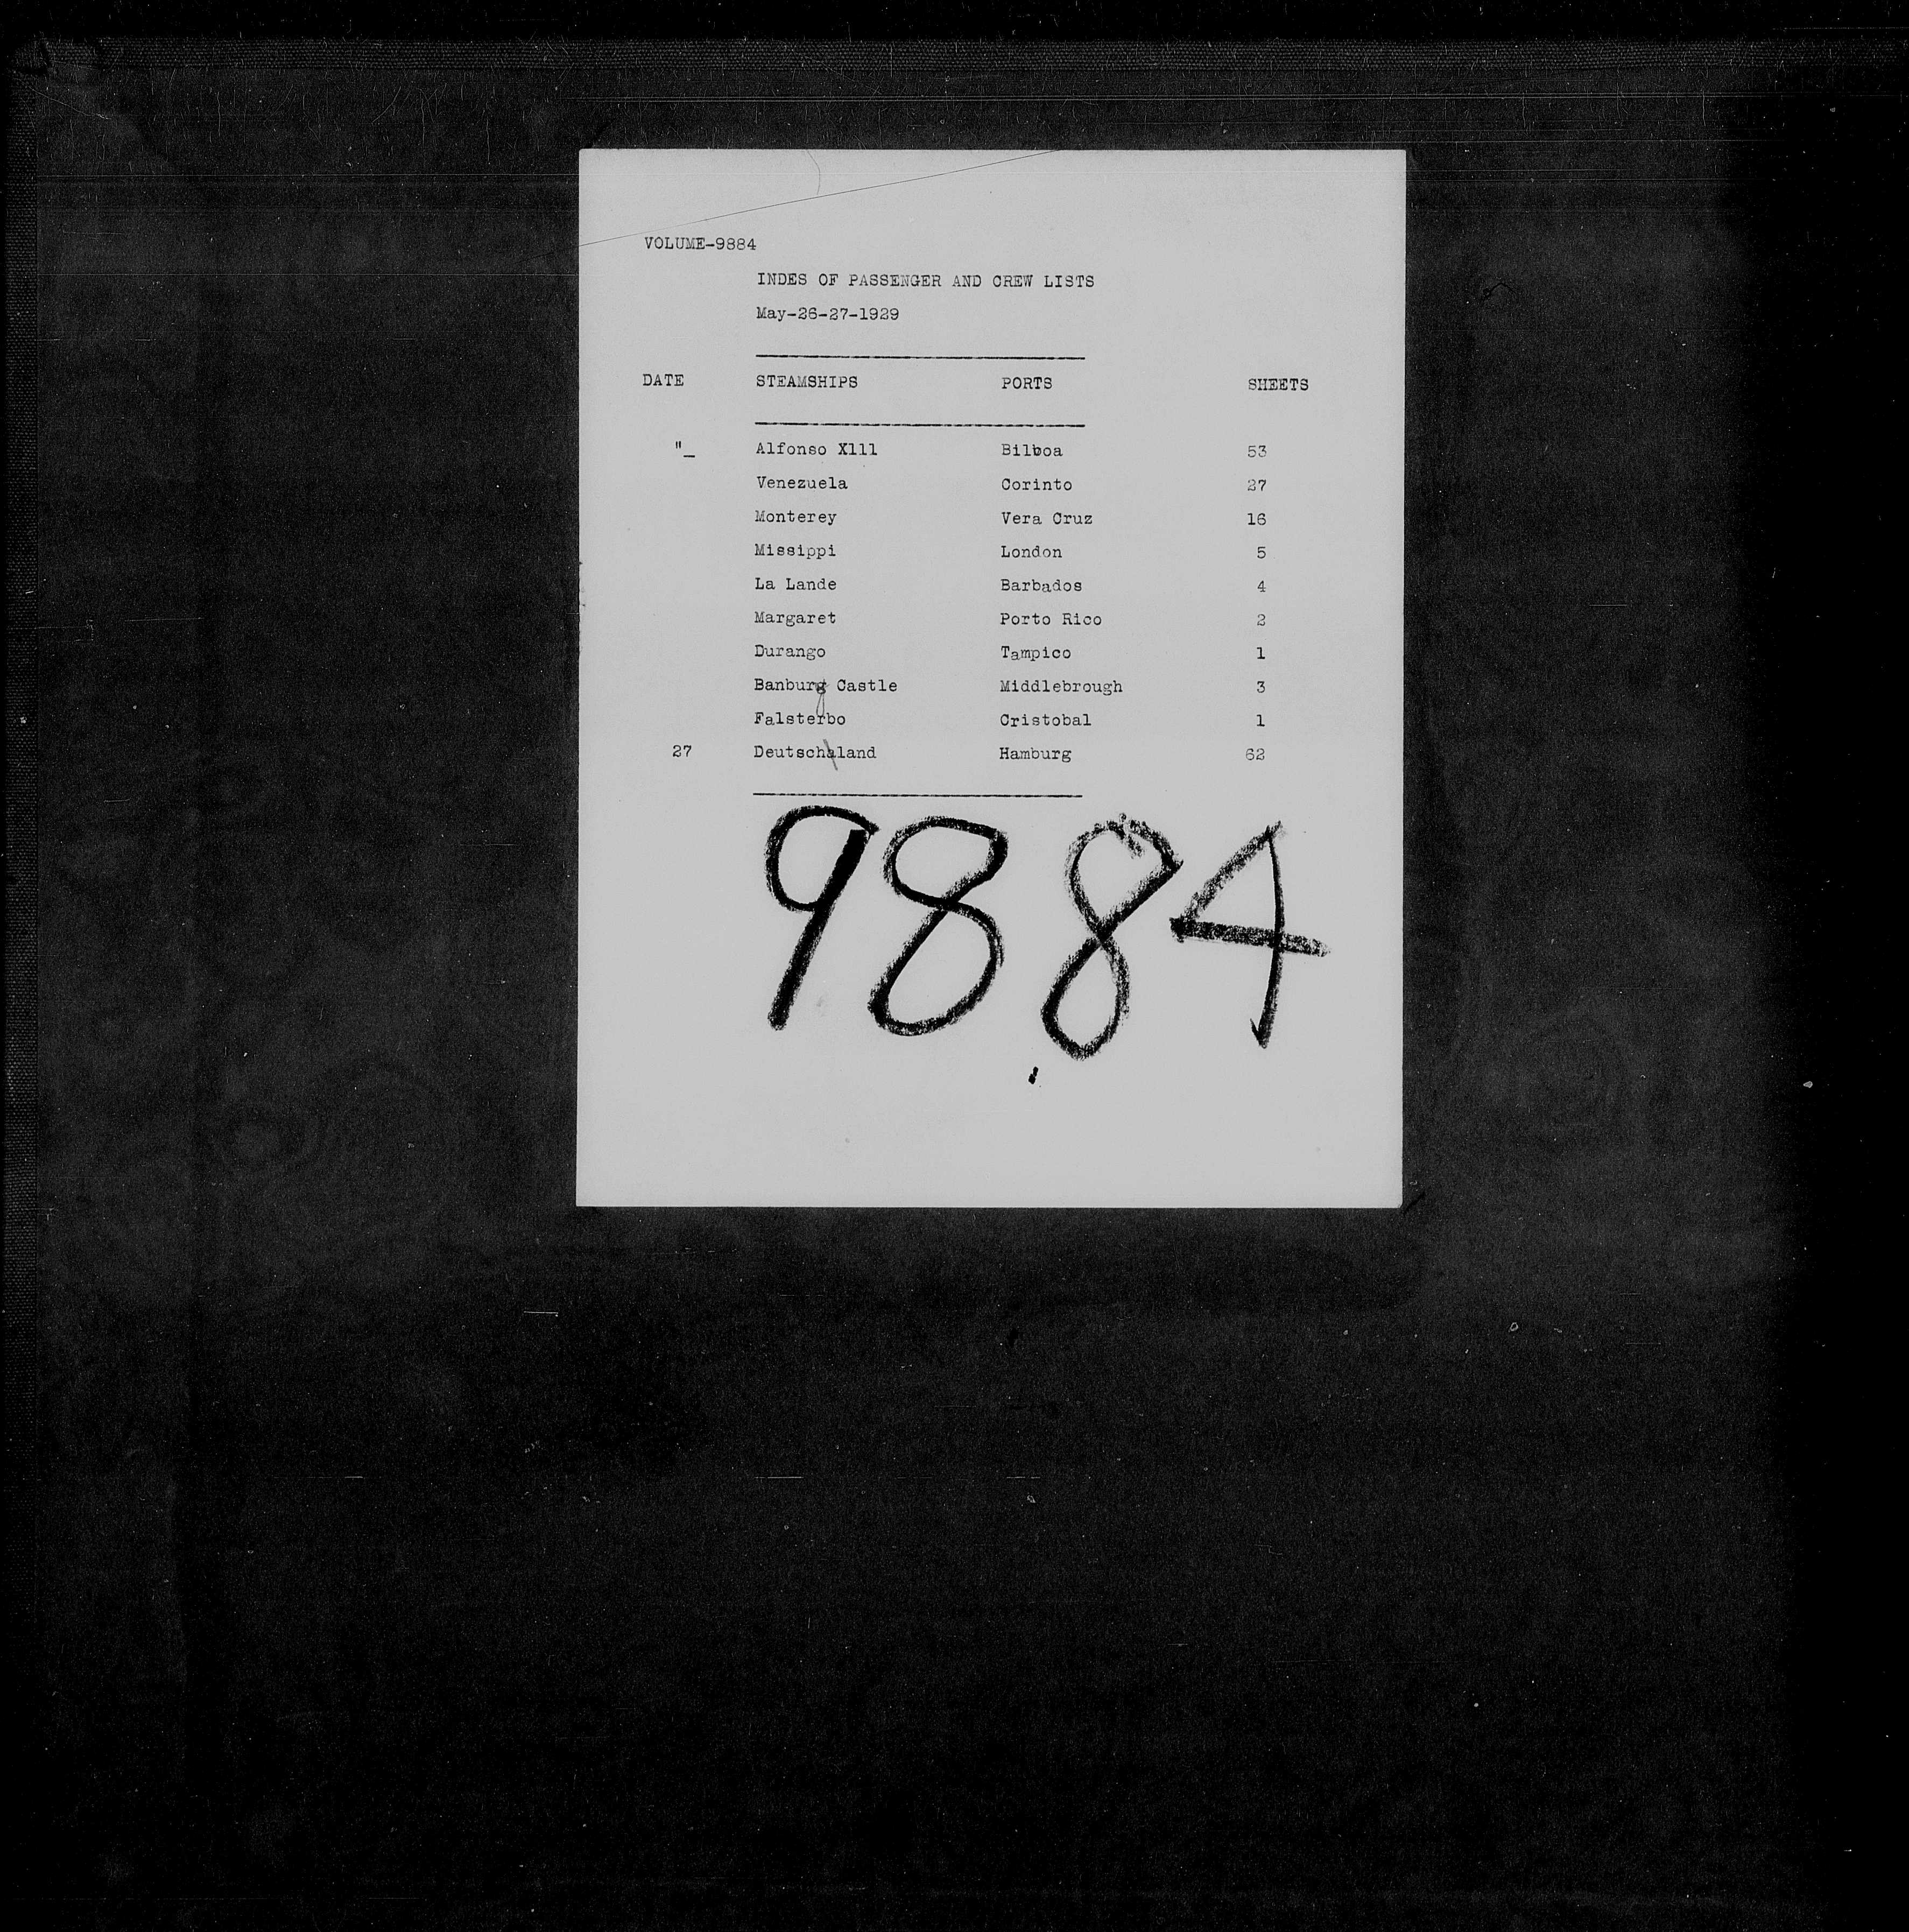 VOLUME-9884
INDES OF PASSENGER AND CREW LISTS
May-26-27-1929
DATE STEAMSHIPS PORTS SHEETS
"_ Alfonso X111 Bilboa 53
Venezuela Corinto 27
Monterey Vera Cruz 16
Missippi London 5
La Lande Barbados 4
Margaret Porto Rico 2
Durango Tampico 1
Banburg Castle Middlebrough 3
Falsterbo Cristobal 1
27 Deutschaland Hamburg 62
9884